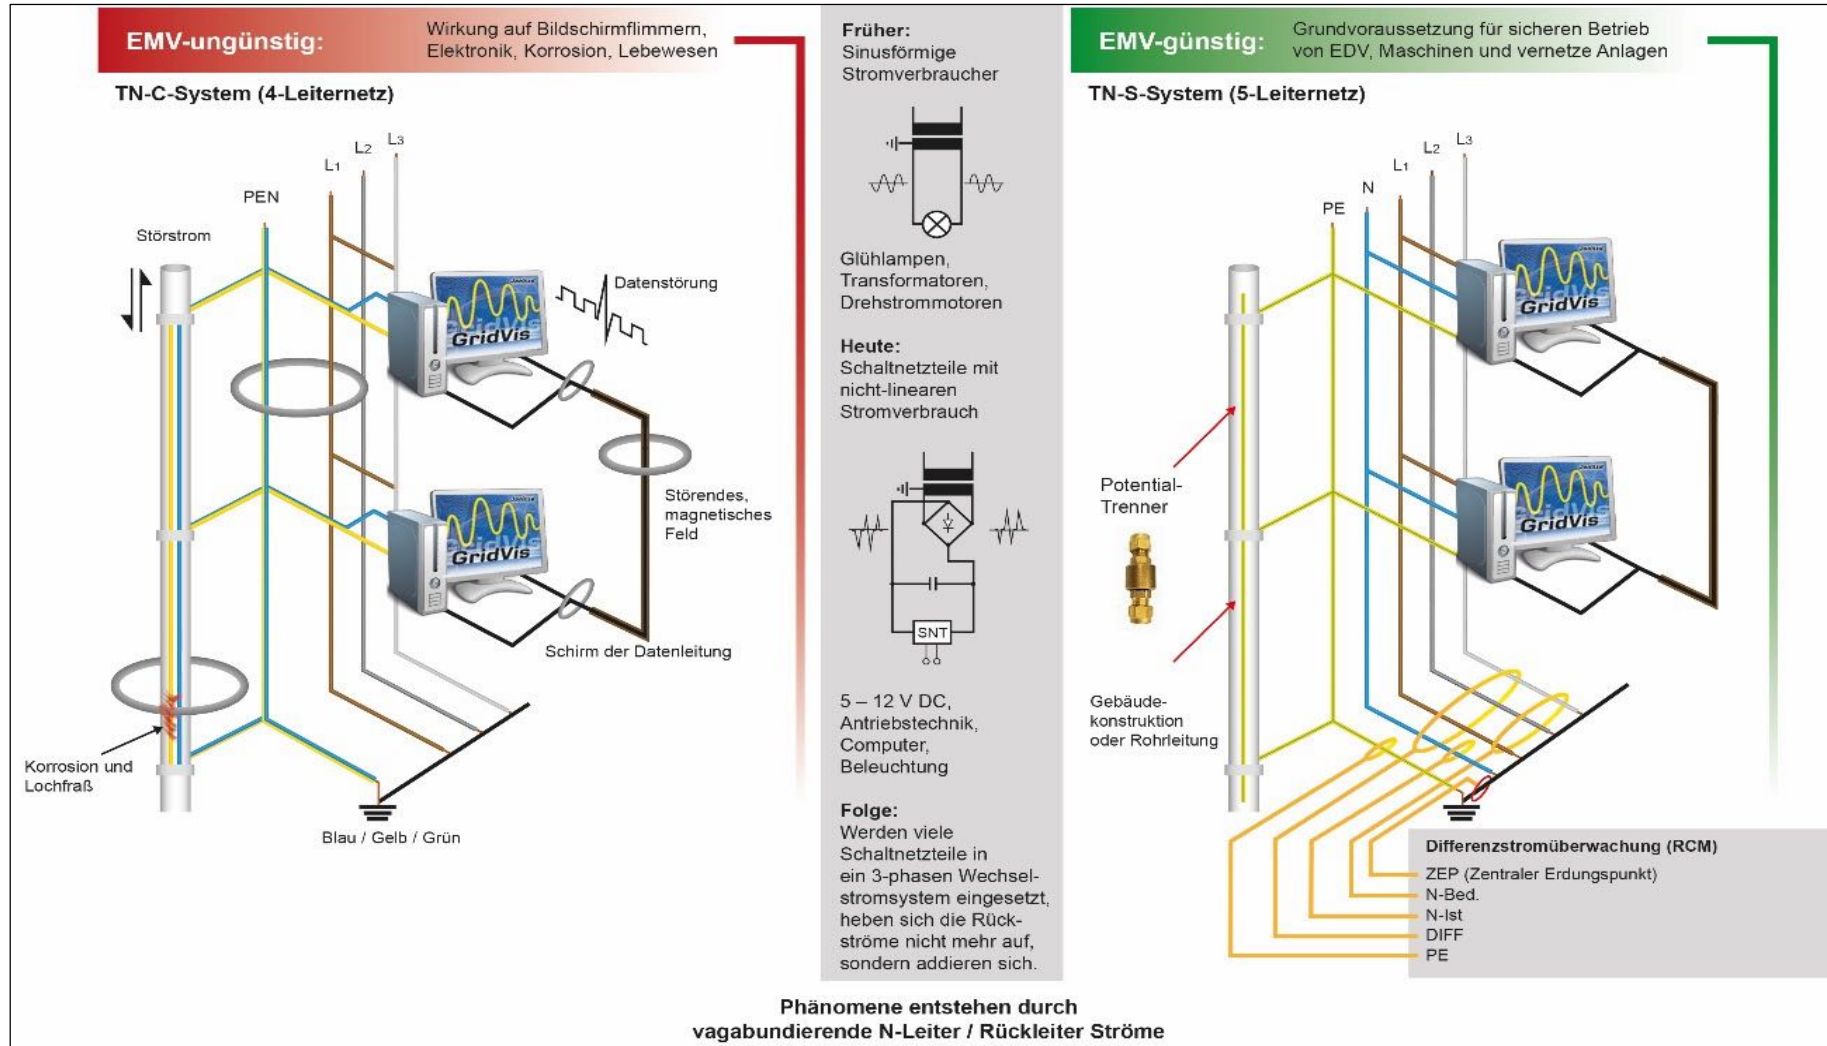 EMV-ungünstig:
Wirkung auf Bildschirmflimmern,
Elektronik, Korrosion, Lebewesen
TN-C-System (4-Leiternetz)
L1
L2
L3
PEN
Störstrom
Datenstörung
GridVis
Störendes,
magnetisches
Feld
GridVis
Schirm der Datenleitung
Korrosion und
Lochfraß
Blau / Gelb / Grün
Früher:
Sinusförmige
Stromverbraucher
Glühlampen,
Transformatoren,
Drehstrommotoren
Heute:
Schaltnetzteile mit
nicht-linearen
Stromverbrauch
SNT
5 – 12 V DC,
Antriebstechnik,
Computer,
Beleuchtung
Folge:
Werden viele
Schaltnetzteile in
ein 3-phasen Wechsel-
stromsystem eingesetzt,
heben sich die Rück-
ströme nicht mehr auf,
sondern addieren sich.
EMV-günstig:
Grundvoraussetzung für sicheren Betrieb
von EDV, Maschinen und vernetze Anlagen
TN-S-System (5-Leiternetz)
PE
N
L1
L2
L3
GridVis
Potential-
Trenner
GridVis
Gebäude-
konstruktion
oder Rohrleitung
Differenzstromüberwachung (RCM)
ZEP (Zentraler Erdungspunkt)
N-Bed.
N-Ist
DIFF
PE
Phänomene entstehen durch
vagabundierende N-Leiter / Rückleiter Ströme